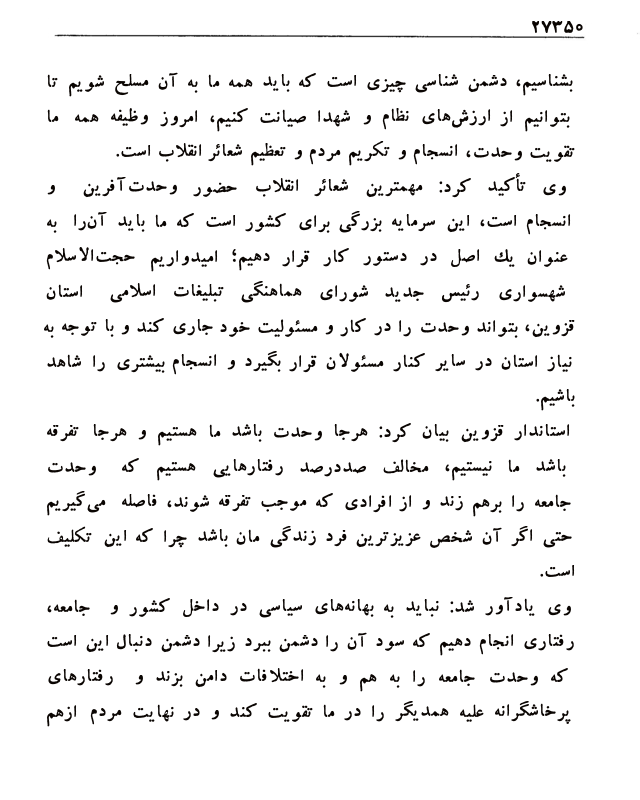 ۲۷۳۵۰
بشناسیم، دشمن شناسی چیزی است که باید همه ما به آن مسلح شویم تا
بتوانیم از ارزش‌های نظام و شهدا صیانت کنیم، امروز وظیفه همه ما
تقویت وحدت، انسجام و تکریم مردم و تعظیم شعائر انقلاب است.
وی تأکید کرد: مهمترین شعائر انقلاب حضور وحدت‌آفرین و
انسجام است، این سرمایه بزرگی برای کشور است که ما باید آن‌را به
عنوان یك اصل در دستور کار قرار دهیم؛ امیدواریم حجت‌الاسلام
شهسواری رئیس جدید شورای هماهنگی تبلیغات اسلامی استان
قزوین، بتواند وحدت را در کار و مسئولیت خود جاری کند و با توجه به
نیاز استان در سایر کنار مسئولان قرار بگیرد و انسجام بیشتری را شاهد
باشیم.
استاندار قزوین بیان کرد: هرجا وحدت باشد ما هستیم و هرجا تفرقه
باشد ما نیستیم، مخالف صددرصد رفتارهایی هستیم که وحدت
جامعه را برهم زند و از افرادی که موجب تفرقه شوند، فاصله می‌گیریم
حتی اگر آن شخص عزیزترین فرد زندگی مان باشد چرا که این تکلیف
است.
وی یادآور شد: نباید به بهانه‌های سیاسی در داخل کشور و جامعه،
رفتاری انجام دهیم که سود آن را دشمن ببرد زیرا دشمن دنبال این است
که وحدت جامعه را به هم و به اختلافات دامن بزند و رفتارهای
پرخاشگرانه علیه همدیگر را در ما تقویت کند و در نهایت مردم ازهم